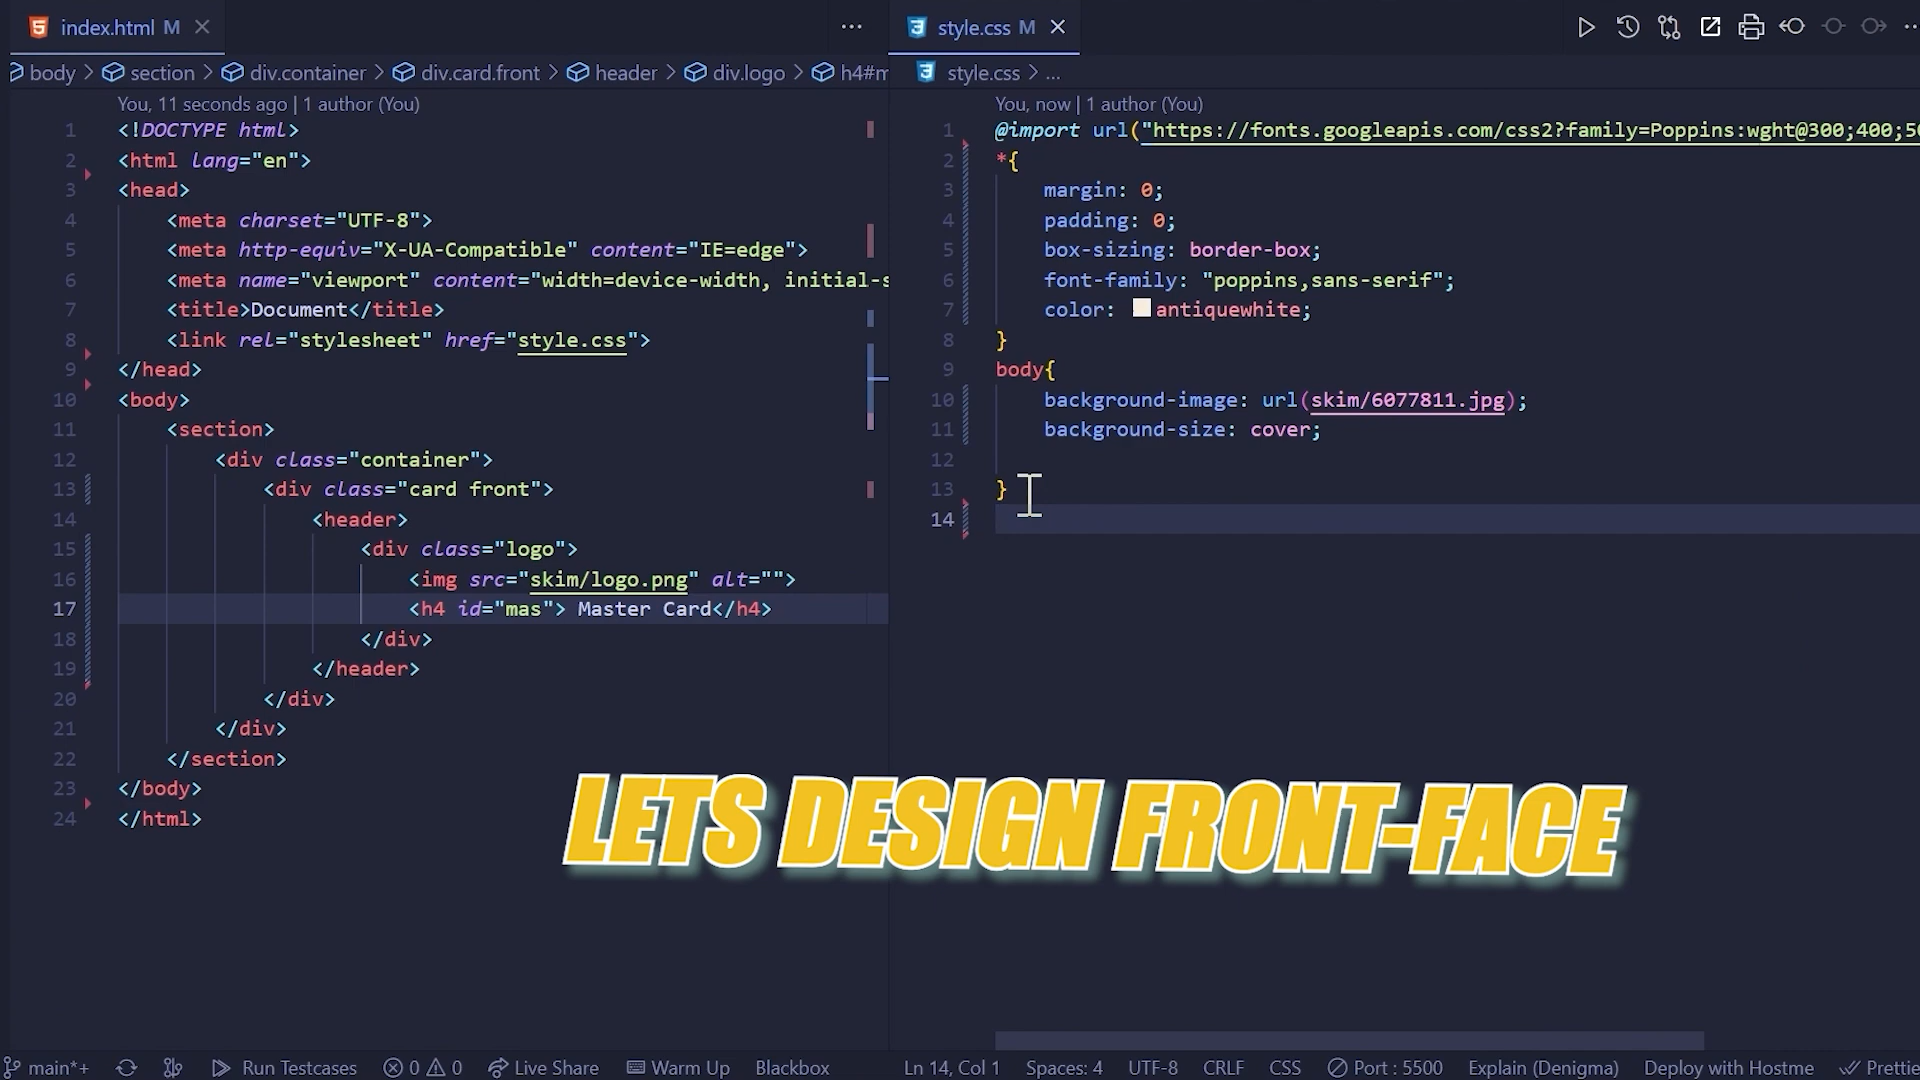 index.html M
style.css M
body > section > div.container > div.card.front > header > div.logo > h4#m
style.css > ...
You, 11 seconds ago | 1 author (You)
1 <!DOCTYPE html>
2 <html lang="en">
3 <head>
4 <meta charset="UTF-8">
5 <meta http-equiv="X-UA-Compatible" content="IE=edge">
6 <meta name="viewport" content="width=device-width, initial-s
7 <title>Document</title>
8 <link rel="stylesheet" href="style.css">
9 </head>
10 <body>
11 <section>
12 <div class="container">
13 <div class="card front">
14 <header>
15 <div class="logo">
16 <img src="skim/logo.png" alt="">
17 <h4 id="mas"> Master Card</h4>
18 </div>
19 </header>
20 </div>
21 </div>
22 </section>
23 </body>
24 </html>
You, now | 1 author (You)
1 @import url("https://fonts.googleapis.com/css2?family=Poppins:wght@300;400;50
2 *{
3 margin: 0;
4 padding: 0;
5 box-sizing: border-box;
6 font-family: "poppins,sans-serif";
7 color: antiquewhite;
8 }
9 body{
10 background-image: url(skim/6077811.jpg);
11 background-size: cover;
12
13 }
14
LETS DESIGN FRONT-FACE
main*+ Run Testcases 0 0 Live Share Warm Up Blackbox Ln 14, Col 1 Spaces: 4 UTF-8 CRLF CSS Port : 5500 Explain (Denigma) Deploy with Hostme Prettie